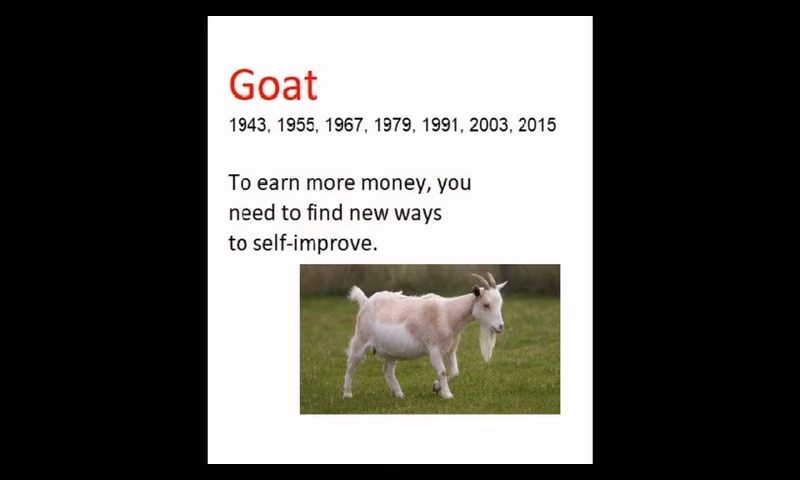 Goat
1943, 1955, 1967, 1979, 1991, 2003, 2015
To earn more money, you
need to find new ways
to self-improve.